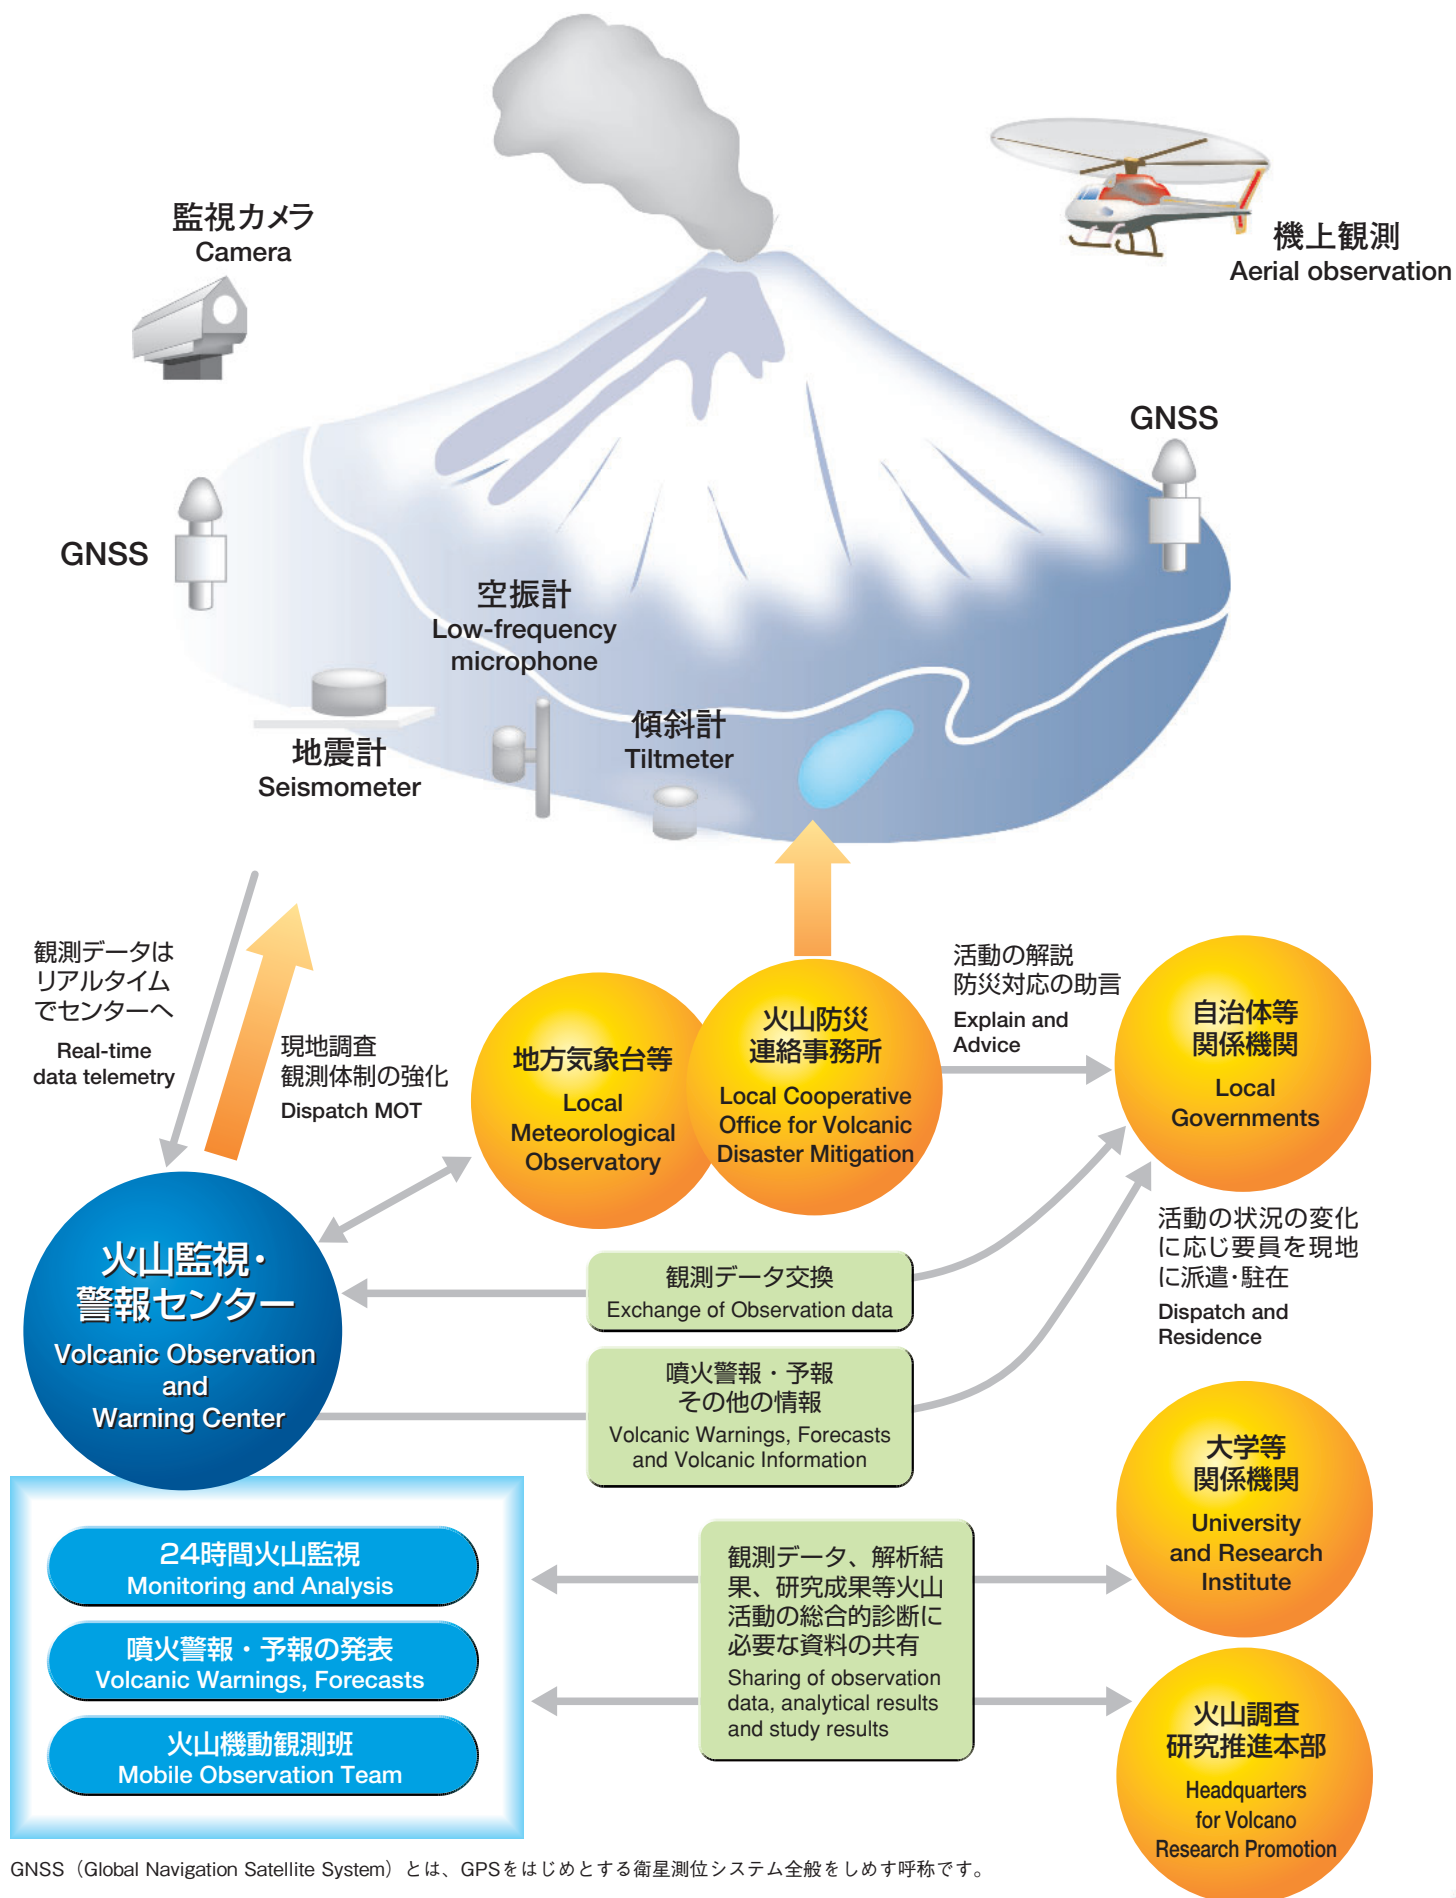 監視カメラ
Camera
機上観測
Aerial observation
GNSS
GNSS
空振計
Low-frequency
microphone
地震計
Seismometer
傾斜計
Tiltmeter
観測データは
リアルタイム
でセンターへ
Real-time
data telemetry
現地調査
観測体制の強化
Dispatch MOT
地方気象台等
Local
Meteorological
Observatory
火山防災
連絡事務所
Local Cooperative
Office for Volcanic
Disaster Mitigation
活動の解説
防災対応の助言
Explain and
Advice
自治体等
関係機関
Local
Governments
火山監視・
警報センター
Volcanic Observation
and
Warning Center
観測データ交換
Exchange of Observation data
活動の状況の変化
に応じ要員を現地
に派遣・駐在
Dispatch and
Residence
噴火警報・予報
その他の情報
Volcanic Warnings, Forecasts
and Volcanic Information
大学等
関係機関
University
and Research
Institute
24時間火山監視
Monitoring and Analysis
噴火警報・予報の発表
Volcanic Warnings, Forecasts
火山機動観測班
Mobile Observation Team
観測データ、解析結
果、研究成果等火山
活動の総合的診断に
必要な資料の共有
Sharing of observation
data, analytical results
and study results
火山調査
研究推進本部
Headquarters
for Volcano
Research Promotion
GNSS（Global Navigation Satellite System）とは、GPSをはじめとする衛星測位システム全般をしめす呼称です。